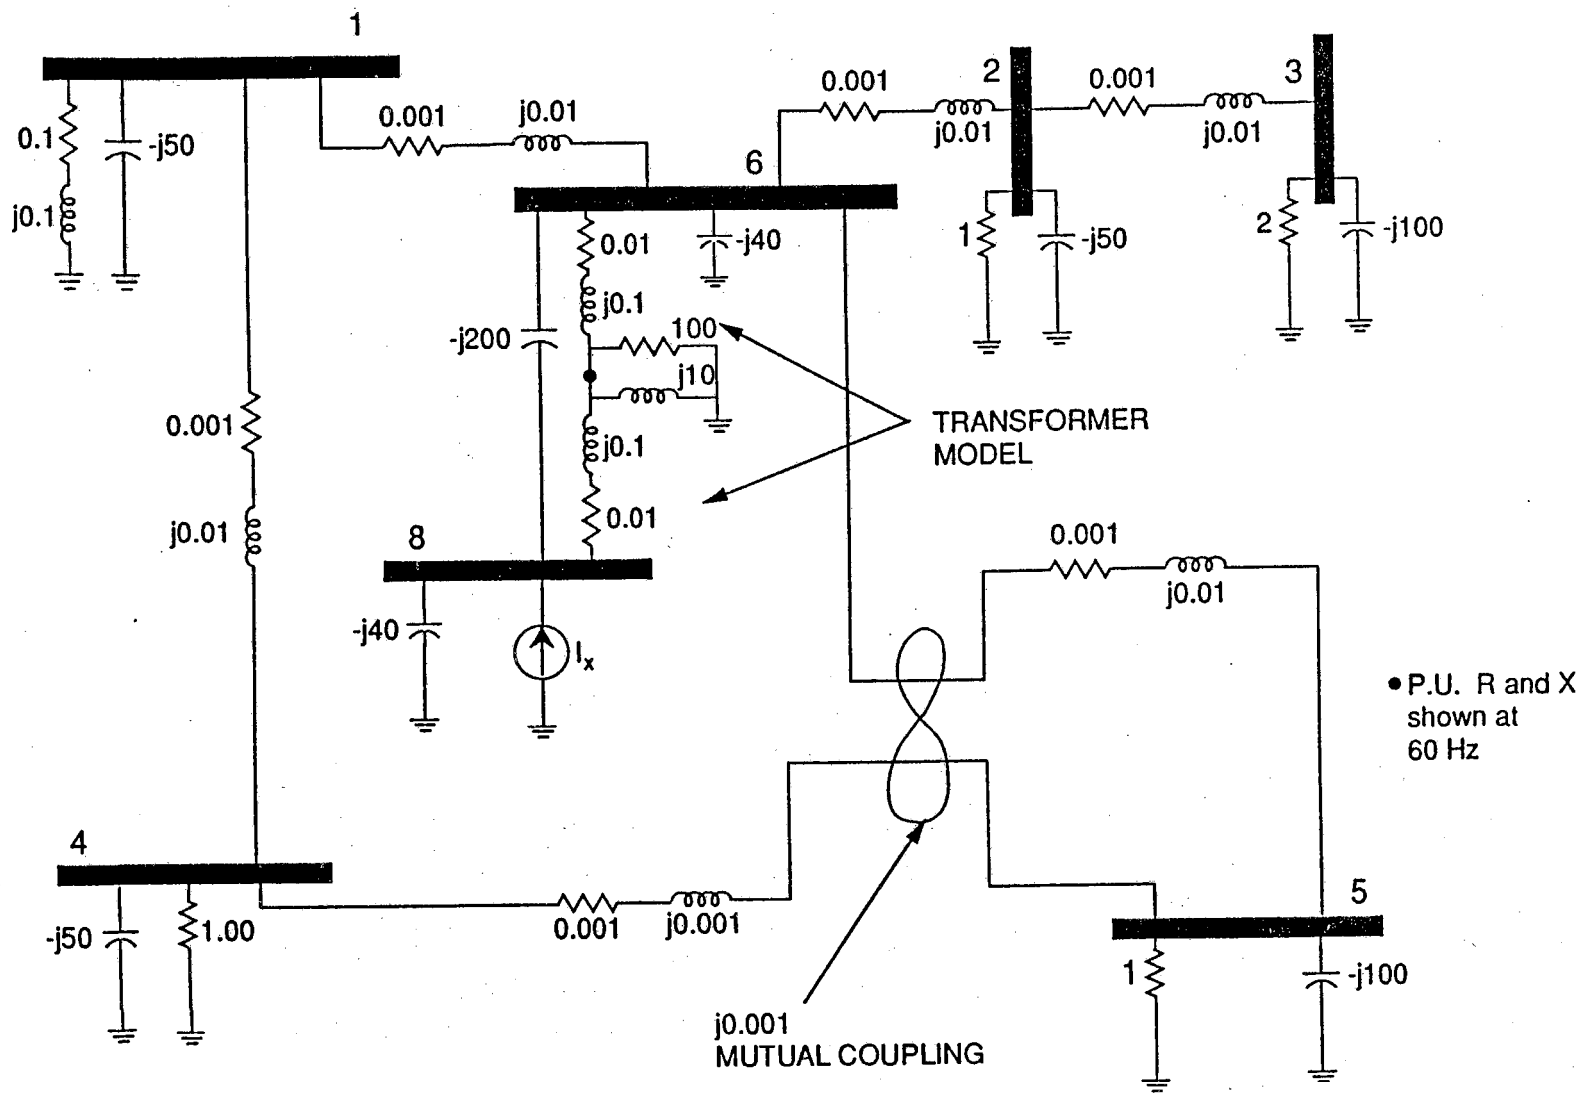 1
0.1
j0.1
-j50
0.001
j0.01
6
0.001
j0.01
2
0.001
j0.01
3
1
-j50
2
-j100
0.01
j0.1
-j40
100
j10
-j200
j0.1
0.01
TRANSFORMER
MODEL
0.001
j0.01
8
-j40
Ix
0.001
j0.01
● P.U. R and X
shown at
60 Hz
4
-j50
1.00
0.001
j0.001
5
1
-j100
j0.001
MUTUAL COUPLING